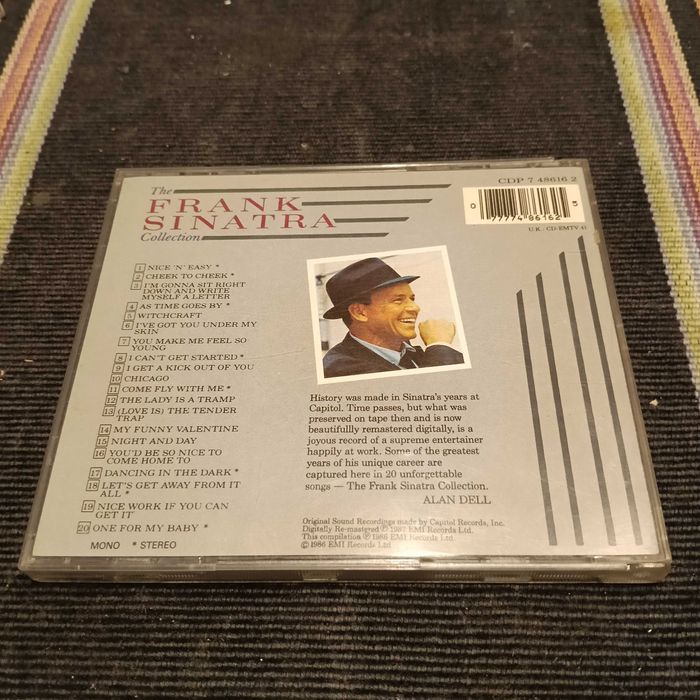 The
FRANK
SINATRA
Collection
CDP 7 48616 2
0 77774 86162 3
U.K.: CD-EMTV 41
1 NICE 'N' EASY *
2 CHEEK TO CHEEK *
3 I'M GONNA SIT RIGHT
DOWN AND WRITE
MYSELF A LETTER
4 AS TIME GOES BY *
5 WITCHCRAFT
6 I'VE GOT YOU UNDER MY
SKIN
7 YOU MAKE ME FEEL SO
YOUNG
8 I CAN'T GET STARTED *
9 I GET A KICK OUT OF YOU
10 CHICAGO
11 COME FLY WITH ME *
12 THE LADY IS A TRAMP
13 (LOVE IS) THE TENDER
TRAP
14 MY FUNNY VALENTINE
15 NIGHT AND DAY
16 YOU'D BE SO NICE TO
COME HOME TO
17 DANCING IN THE DARK *
18 LET'S GET AWAY FROM IT
ALL *
19 NICE WORK IF YOU CAN
GET IT
20 ONE FOR MY BABY *
MONO * STEREO
History was made in Sinatra's years at
Capitol. Time passes, but what was
preserved on tape then and is now
beautifullly remastered digitally, is a
joyous record of a supreme entertainer
happily at work. Some of the greatest
years of his unique career are
captured here in 20 unforgettable
songs — The Frank Sinatra Collection.
ALAN DELL
Original Sound Recordings made by Capitol Records, Inc.
Digitally Re-mastered ℗ 1987 EMI Records Ltd.
This compilation ℗ 1986 EMI Records Ltd.
© 1986 EMI Records Ltd